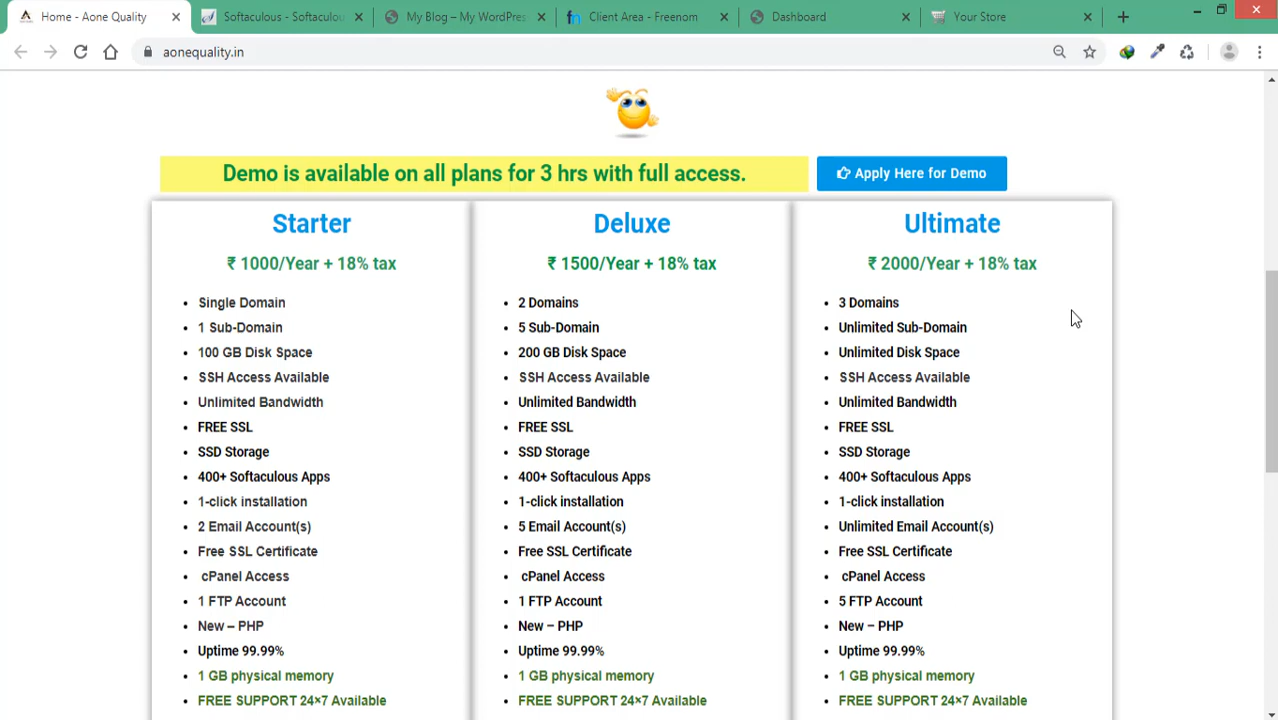 Home - Aone Quality
Softaculous - Softaculou
My Blog – My WordPres
Client Area - Freenom
Dashboard
Your Store
aonequality.in
Demo is available on all plans for 3 hrs with full access.
Apply Here for Demo
Starter
₹ 1000/Year + 18% tax
• Single Domain
• 1 Sub-Domain
• 100 GB Disk Space
• SSH Access Available
• Unlimited Bandwidth
• FREE SSL
• SSD Storage
• 400+ Softaculous Apps
• 1-click installation
• 2 Email Account(s)
• Free SSL Certificate
• cPanel Access
• 1 FTP Account
• New – PHP
• Uptime 99.99%
• 1 GB physical memory
• FREE SUPPORT 24×7 Available
Deluxe
₹ 1500/Year + 18% tax
• 2 Domains
• 5 Sub-Domain
• 200 GB Disk Space
• SSH Access Available
• Unlimited Bandwidth
• FREE SSL
• SSD Storage
• 400+ Softaculous Apps
• 1-click installation
• 5 Email Account(s)
• Free SSL Certificate
• cPanel Access
• 1 FTP Account
• New – PHP
• Uptime 99.99%
• 1 GB physical memory
• FREE SUPPORT 24×7 Available
Ultimate
₹ 2000/Year + 18% tax
• 3 Domains
• Unlimited Sub-Domain
• Unlimited Disk Space
• SSH Access Available
• Unlimited Bandwidth
• FREE SSL
• SSD Storage
• 400+ Softaculous Apps
• 1-click installation
• Unlimited Email Account(s)
• Free SSL Certificate
• cPanel Access
• 5 FTP Account
• New – PHP
• Uptime 99.99%
• 1 GB physical memory
• FREE SUPPORT 24×7 Available